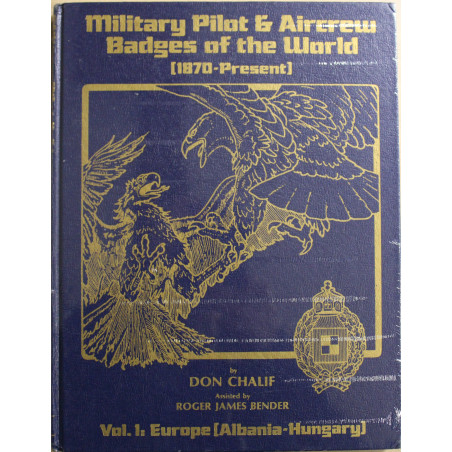 Military Pilot & Aircrew
Badges of the World
(1870-Present)
by
DON CHALIF
Assisted by
ROGER JAMES BENDER
Vol. 1: Europe (Albania-Hungary)